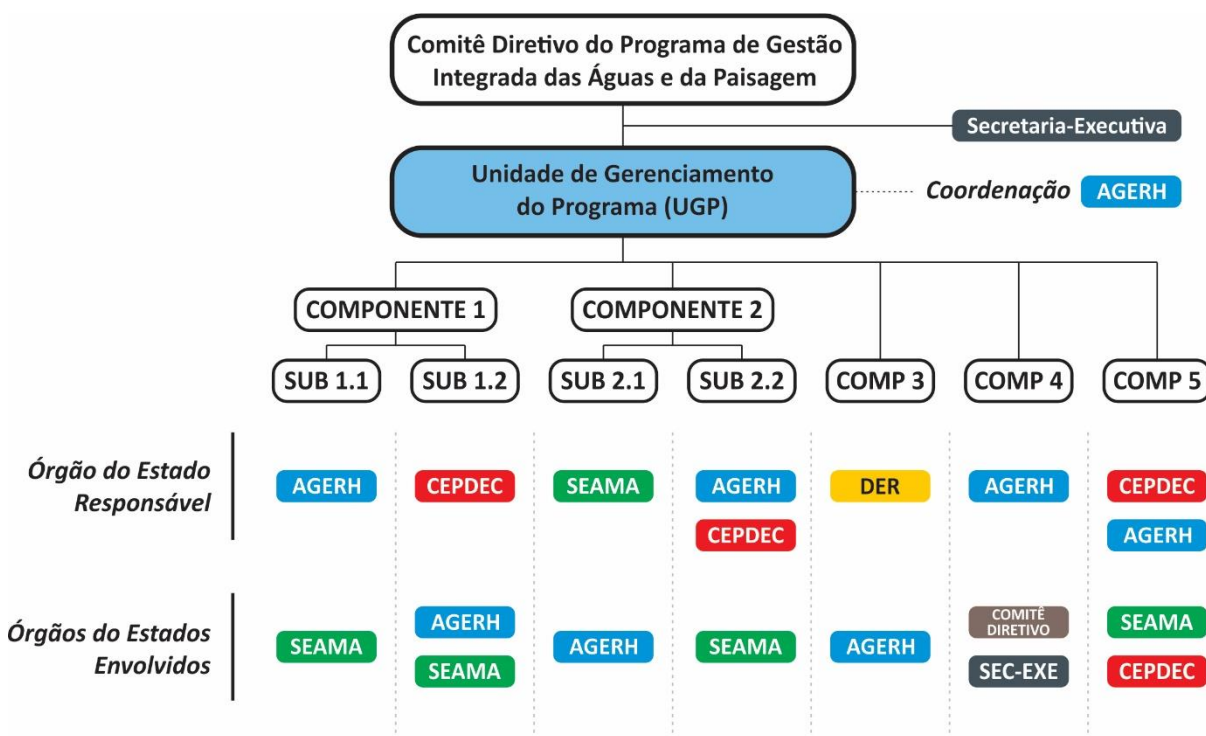 Comitê Diretivo do Programa de Gestão
Integrada das Águas e da Paisagem
Secretaria-Executiva
Unidade de Gerenciamento
do Programa (UGP)
Coordenação AGERH
COMPONENTE 1 COMPONENTE 2
SUB 1.1 SUB 1.2 SUB 2.1 SUB 2.2 COMP 3 COMP 4 COMP 5
Órgão do Estado
Responsável
AGERH CEPDEC SEAMA AGERH DER AGERH CEPDEC
CEPDEC AGERH
Órgãos do Estados
Envolvidos
AGERH COMITÊ
DIRETIVO SEAMA
SEAMA AGERH SEAMA AGERH
SEAMA SEC-EXE CEPDEC